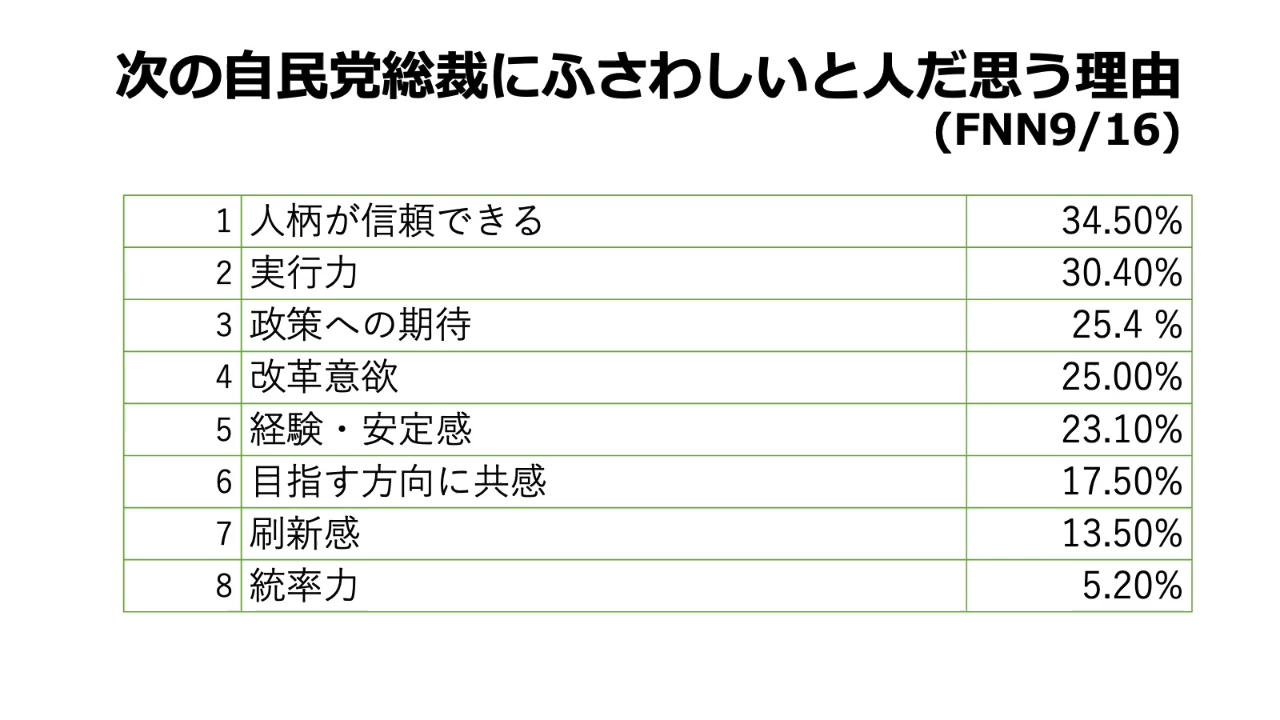 次の自民党総裁にふさわしいと人だ思う理由
(FNN9/16)
1 人柄が信頼できる 34.50%
2 実行力 30.40%
3 政策への期待 25.4 %
4 改革意欲 25.00%
5 経験・安定感 23.10%
6 目指す方向に共感 17.50%
7 刷新感 13.50%
8 統率力 5.20%